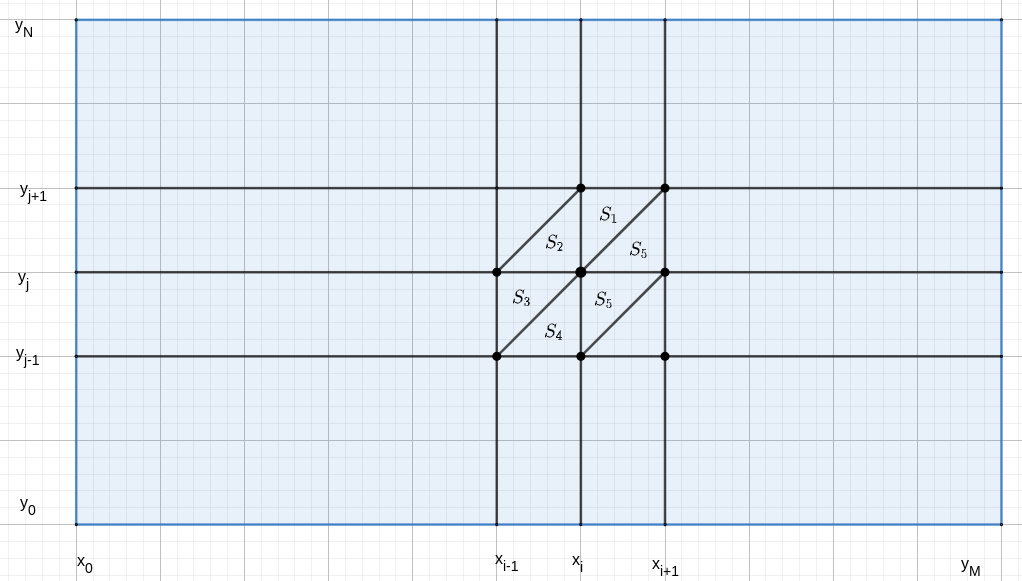 y_N
y_{j+1}
S_1
S_2
S_5
y_j
S_3
S_5
S_4
y_{j-1}
y_0
x_0
x_{i-1}
x_i
x_{i+1}
y_M